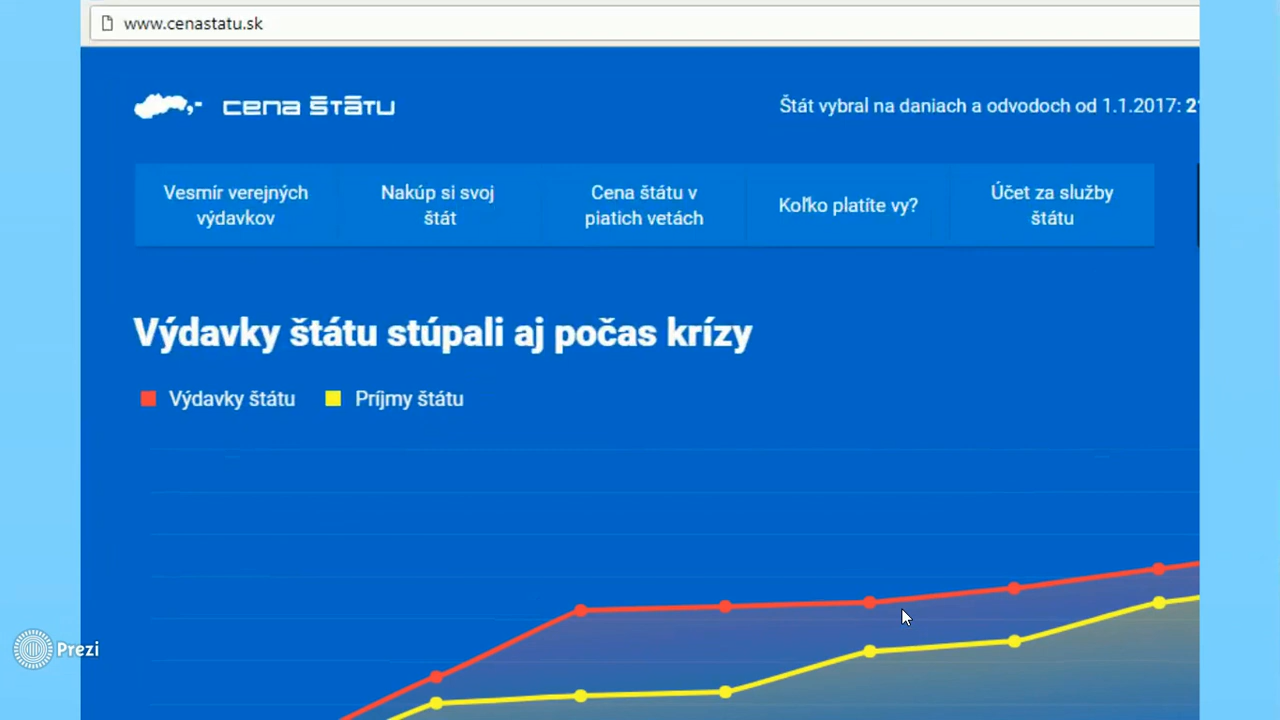 www.cenastatu.sk
cena štátu
Štát vybral na daniach a odvodoch od 1.1.2017:
Vesmír verejných
výdavkov
Nakúp si svoj
štát
Cena štátu v
piatich vetách
Koľko platíte vy?
Účet za služby
štátu
Výdavky štátu stúpali aj počas krízy
Výdavky štátu
Príjmy štátu
Prezi